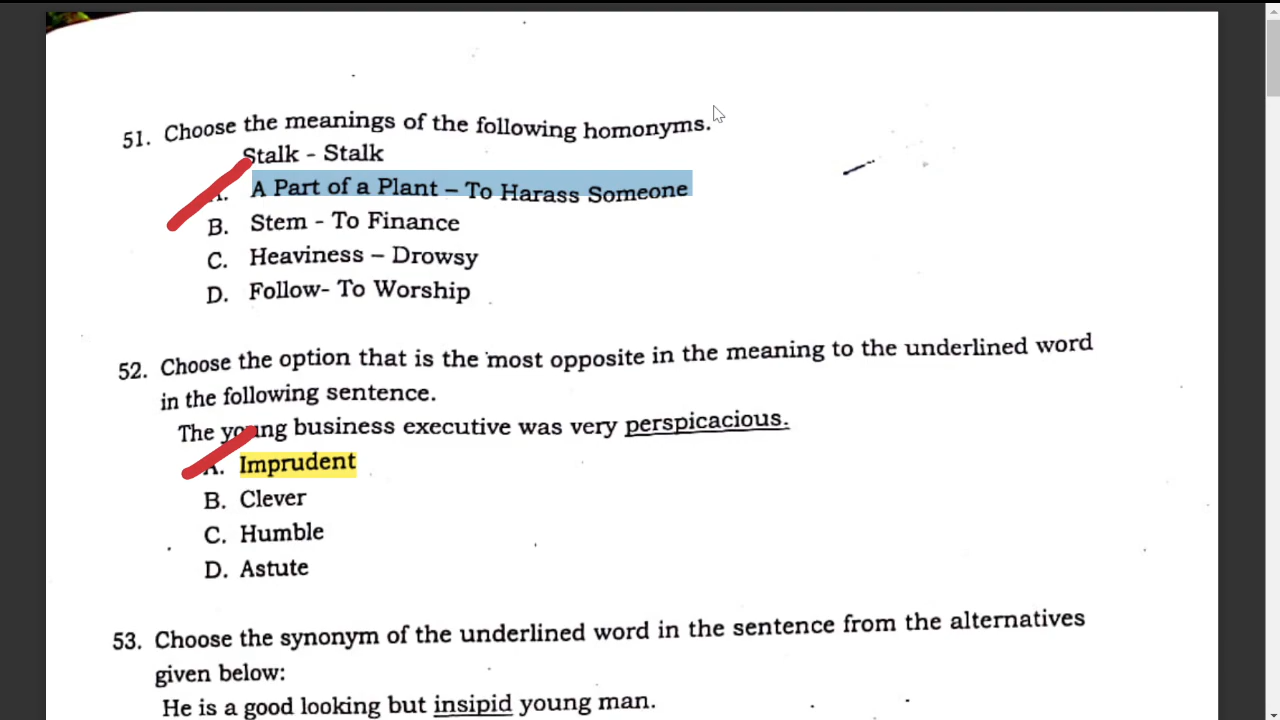 51. Choose the meanings of the following homonyms.
Stalk - Stalk
A. A Part of a Plant – To Harass Someone
B. Stem - To Finance
C. Heaviness – Drowsy
D. Follow- To Worship
52. Choose the option that is the most opposite in the meaning to the underlined word
in the following sentence.
The young business executive was very perspicacious.
A. Imprudent
B. Clever
C. Humble
D. Astute
53. Choose the synonym of the underlined word in the sentence from the alternatives
given below:
He is a good looking but insipid young man.